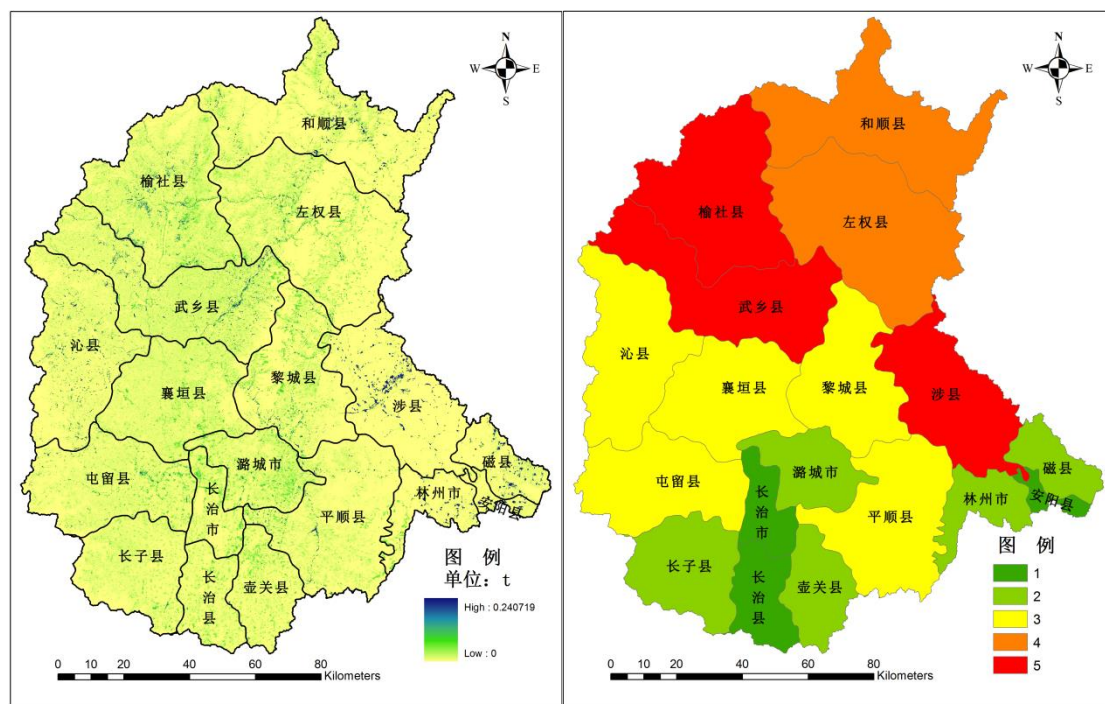 N
W E
S
和顺县
榆社县
左权县
武乡县
沁县
襄垣县
黎城县
涉县
潞城市
磁县
屯留县
长治市
林州市
安阳县
平顺县
长子县
长治县
壶关县
图 例
单位：t
High : 0.240719
Low : 0
0 10 20 40 60 80
Kilometers
N
W E
S
和顺县
榆社县
左权县
武乡县
沁县
襄垣县
黎城县
涉县
潞城市
磁县
屯留县
长治市
林州市
安阳县
平顺县
长子县
长治县
壶关县
图 例
1
2
3
4
5
0 10 20 40 60 80
Kilometers